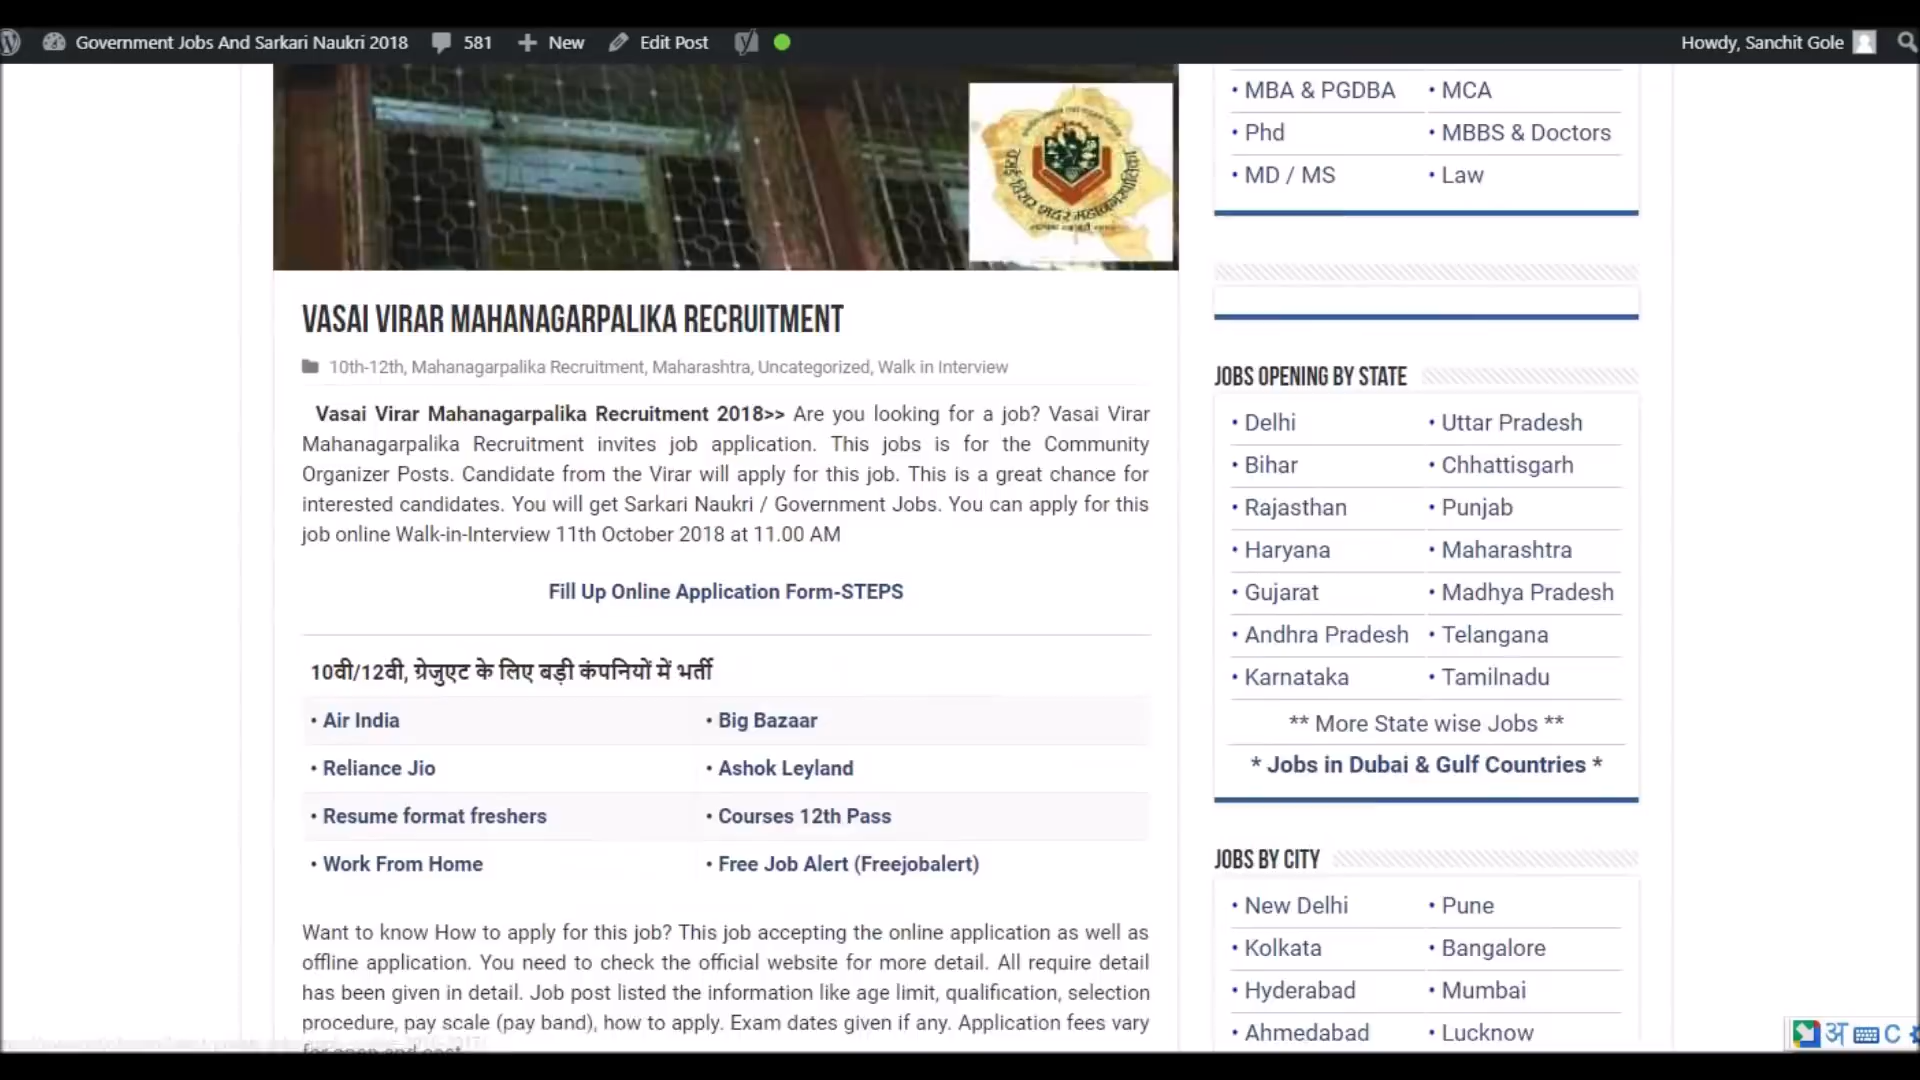 Government Jobs And Sarkari Naukri 2018 581 New Edit Post Howdy, Sanchit Gole
VASAI VIRAR MAHANAGARPALIKA RECRUITMENT
10th-12th, Mahanagarpalika Recruitment, Maharashtra, Uncategorized, Walk in Interview
Vasai Virar Mahanagarpalika Recruitment 2018>> Are you looking for a job? Vasai Virar
Mahanagarpalika Recruitment invites job application. This jobs is for the Community
Organizer Posts. Candidate from the Virar will apply for this job. This is a great chance for
interested candidates. You will get Sarkari Naukri / Government Jobs. You can apply for this
job online Walk-in-Interview 11th October 2018 at 11.00 AM
Fill Up Online Application Form-STEPS
10वी/12वी, ग्रेजुएट के लिए बड़ी कंपनियों में भर्ती
• Air India • Big Bazaar
• Reliance Jio • Ashok Leyland
• Resume format freshers • Courses 12th Pass
• Work From Home • Free Job Alert (Freejobalert)
Want to know How to apply for this job? This job accepting the online application as well as
offline application. You need to check the official website for more detail. All require detail
has been given in detail. Job post listed the information like age limit, qualification, selection
procedure, pay scale (pay band), how to apply. Exam dates given if any. Application fees vary
• MBA & PGDBA • MCA
• Phd • MBBS & Doctors
• MD / MS • Law
JOBS OPENING BY STATE
• Delhi • Uttar Pradesh
• Bihar • Chhattisgarh
• Rajasthan • Punjab
• Haryana • Maharashtra
• Gujarat • Madhya Pradesh
• Andhra Pradesh • Telangana
• Karnataka • Tamilnadu
** More State wise Jobs **
* Jobs in Dubai & Gulf Countries *
JOBS BY CITY
• New Delhi • Pune
• Kolkata • Bangalore
• Hyderabad • Mumbai
• Ahmedabad • Lucknow
अ C